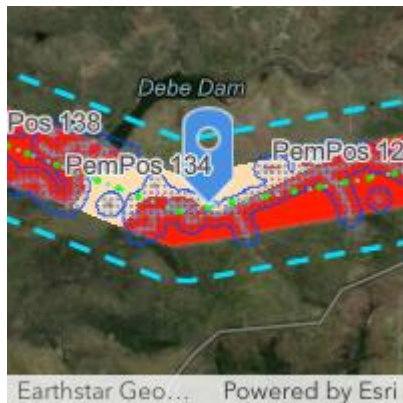 Debe Dam
Pos 138
PemPos 134
PemPos 12
Earthstar Geo... Powered by Esri